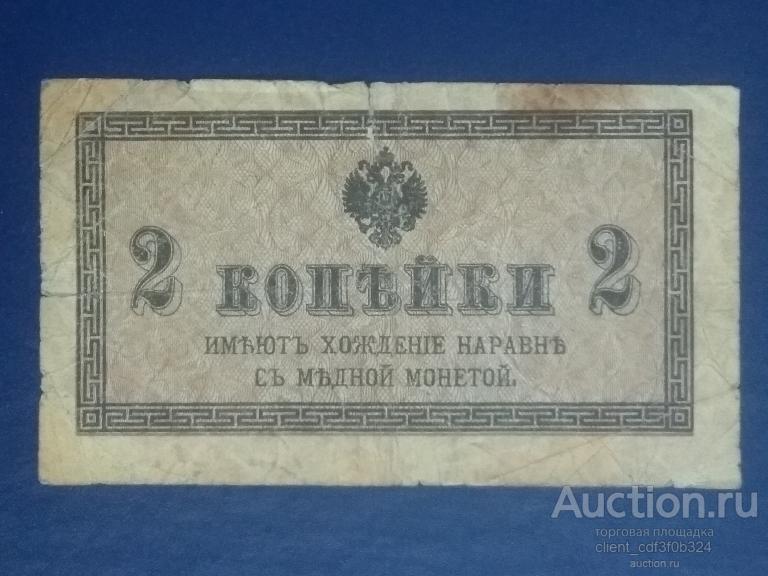 2 КОПѢЙКИ 2
ИМѢЮТЪ ХОЖДЕНІЕ НАРАВНѢ
СЪ МѢДНОЙ МОНЕТОЙ.
Auction.ru
торговая площадка
client_cdf3f0b324
auction.ru